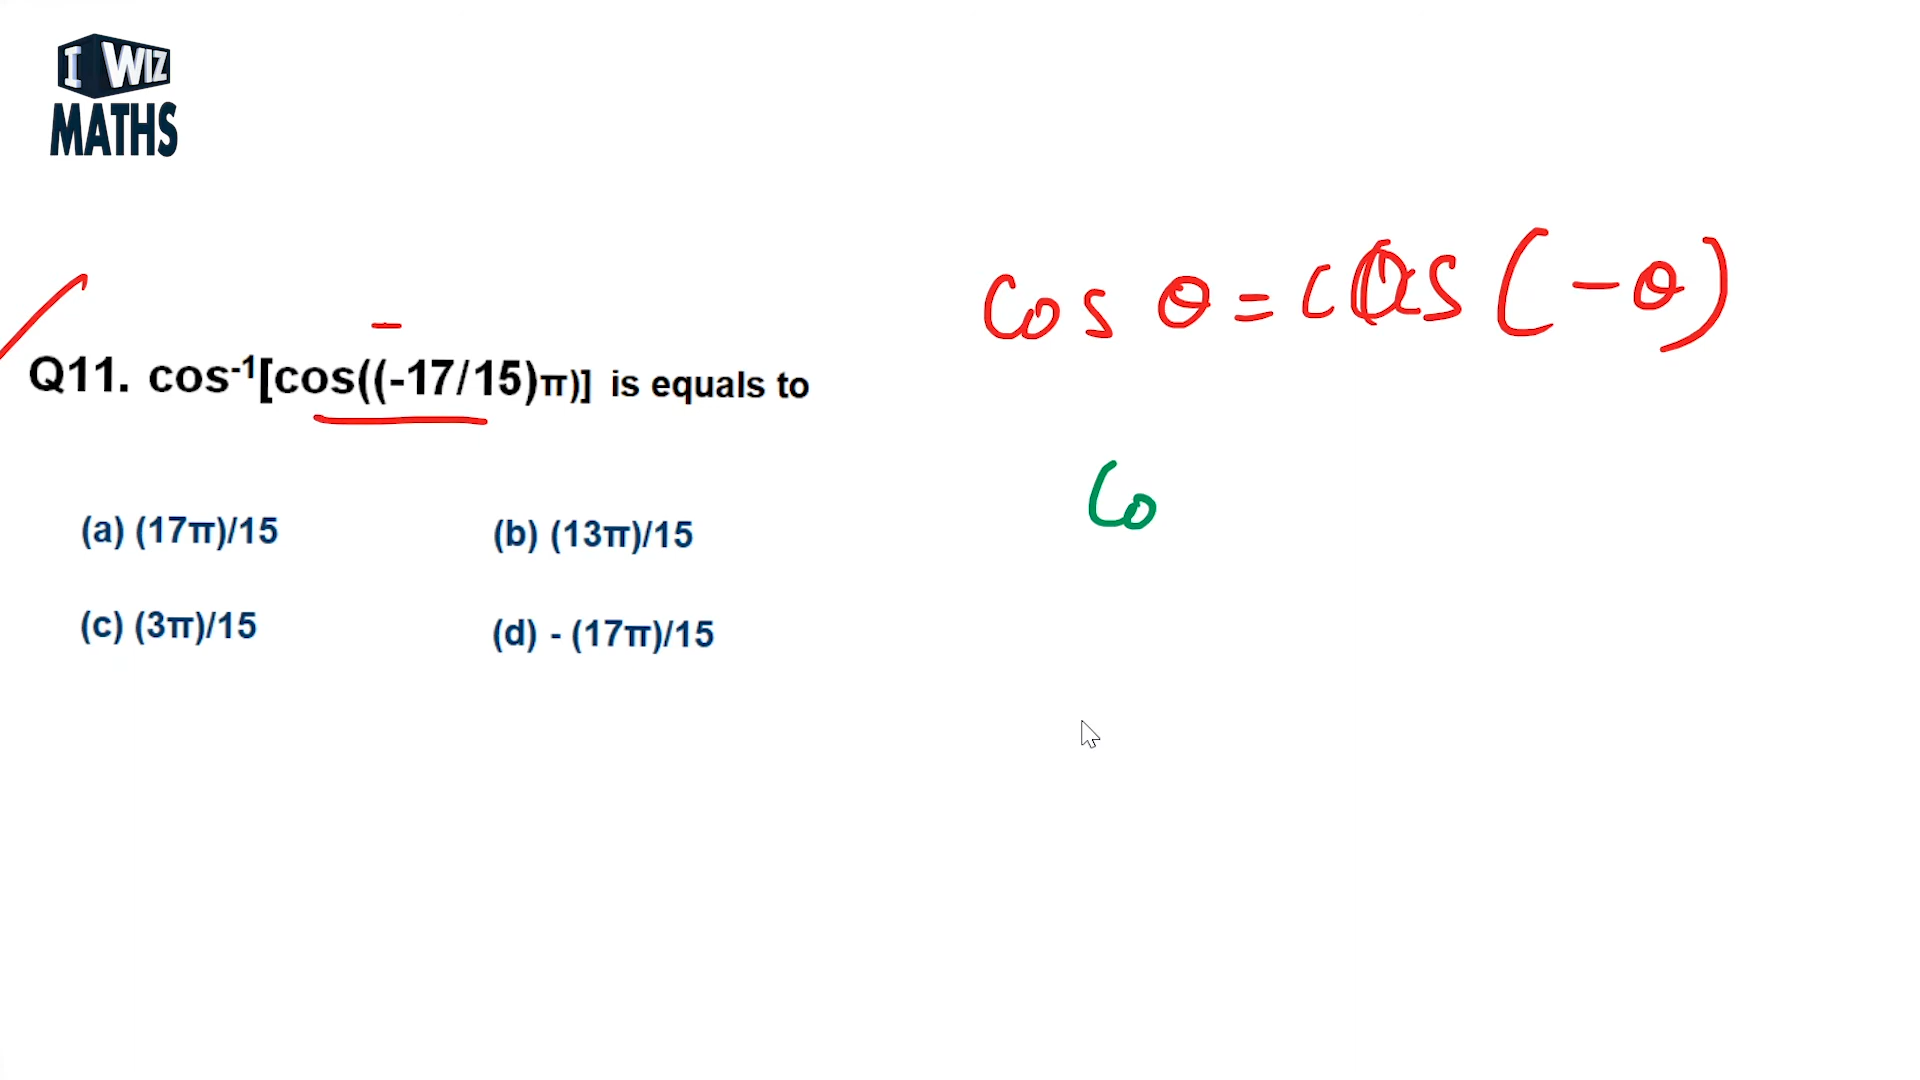 I WIZ
MATHS
cos θ = cos (-θ)
Q11. cos⁻¹[cos((-17/15)π)] is equals to
Co
(a) (17π)/15
(b) (13π)/15
(c) (3π)/15
(d) - (17π)/15